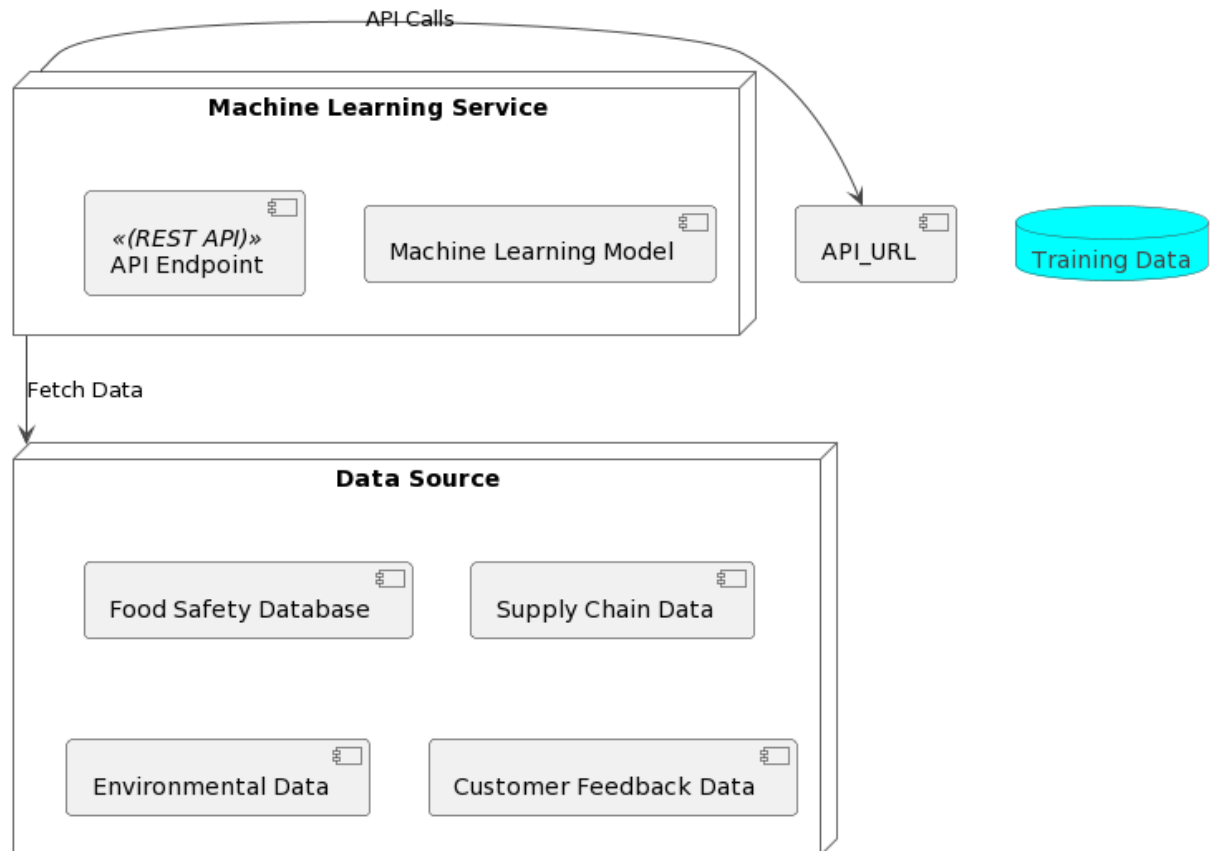 API Calls
Machine Learning Service
«(REST API)»
API Endpoint
Machine Learning Model
API_URL
Training Data
Fetch Data
Data Source
Food Safety Database
Supply Chain Data
Environmental Data
Customer Feedback Data